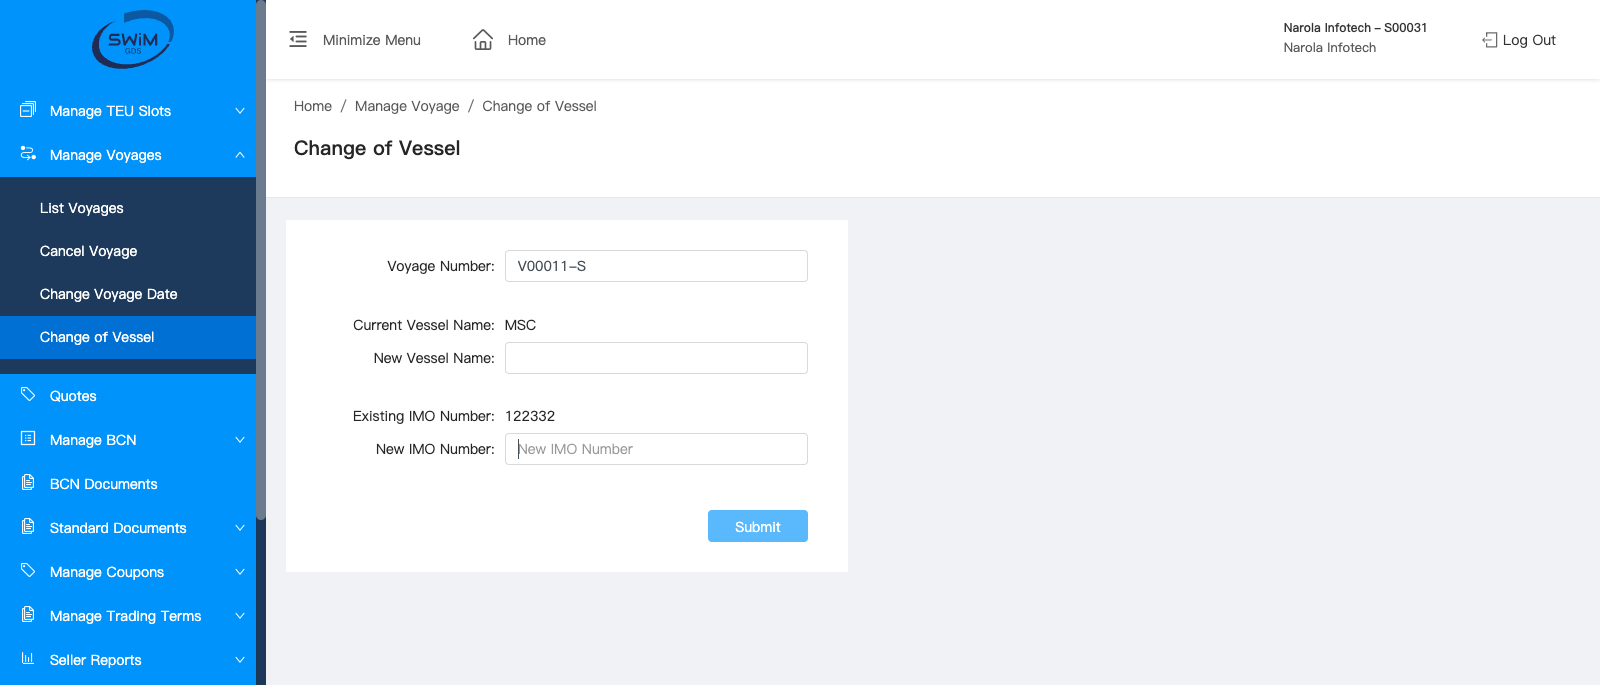 SWiM
GDS
Manage TEU Slots
Manage Voyages
List Voyages
Cancel Voyage
Change Voyage Date
Change of Vessel
Quotes
Manage BCN
BCN Documents
Standard Documents
Manage Coupons
Manage Trading Terms
Seller Reports
Minimize Menu
Home
Narola Infotech – S00031
Narola Infotech
Log Out
Home / Manage Voyage / Change of Vessel
Change of Vessel
Voyage Number: V00011-S
Current Vessel Name: MSC
New Vessel Name:
Existing IMO Number: 122332
New IMO Number: New IMO Number
Submit